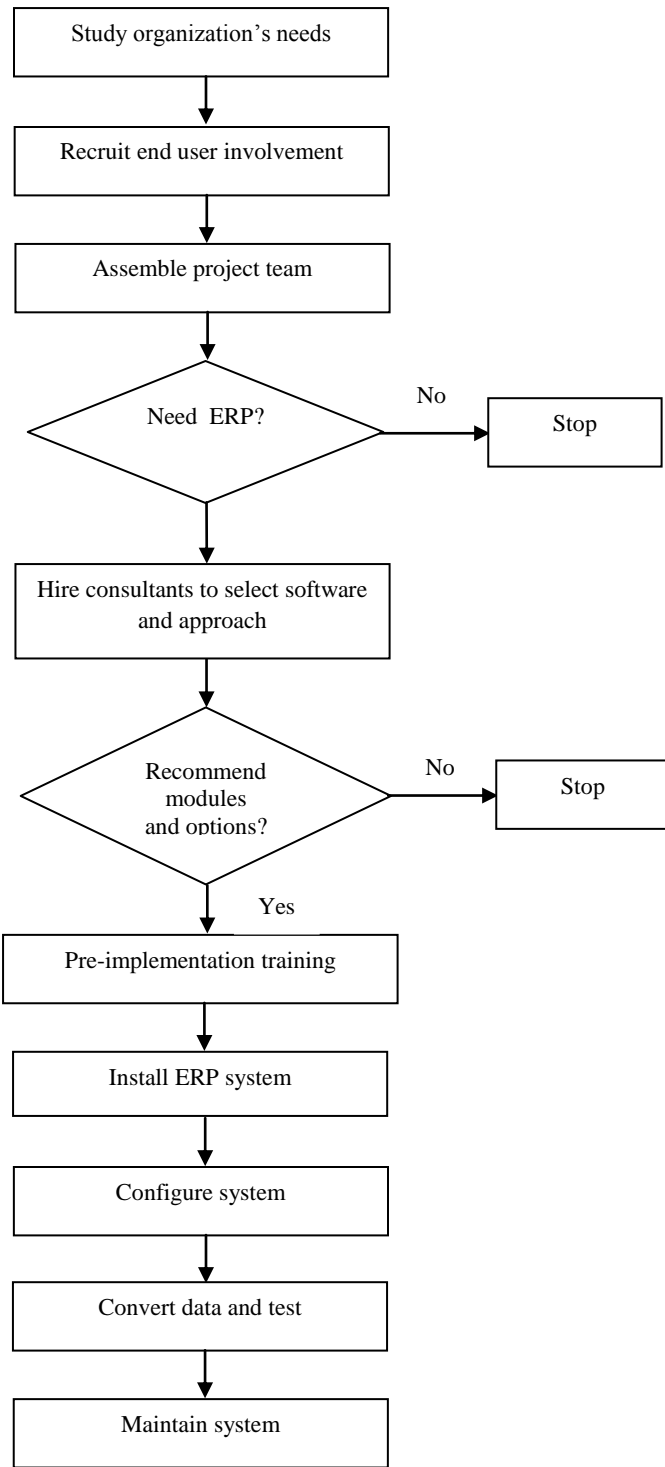 Study organization’s needs
Recruit end user involvement
Assemble project team
Need  ERP?
No
Stop
Hire consultants to select software
and approach
Recommend
modules
and options?
No
Stop
Yes
Pre-implementation training
Install ERP system
Configure system
Convert data and test
Maintain system